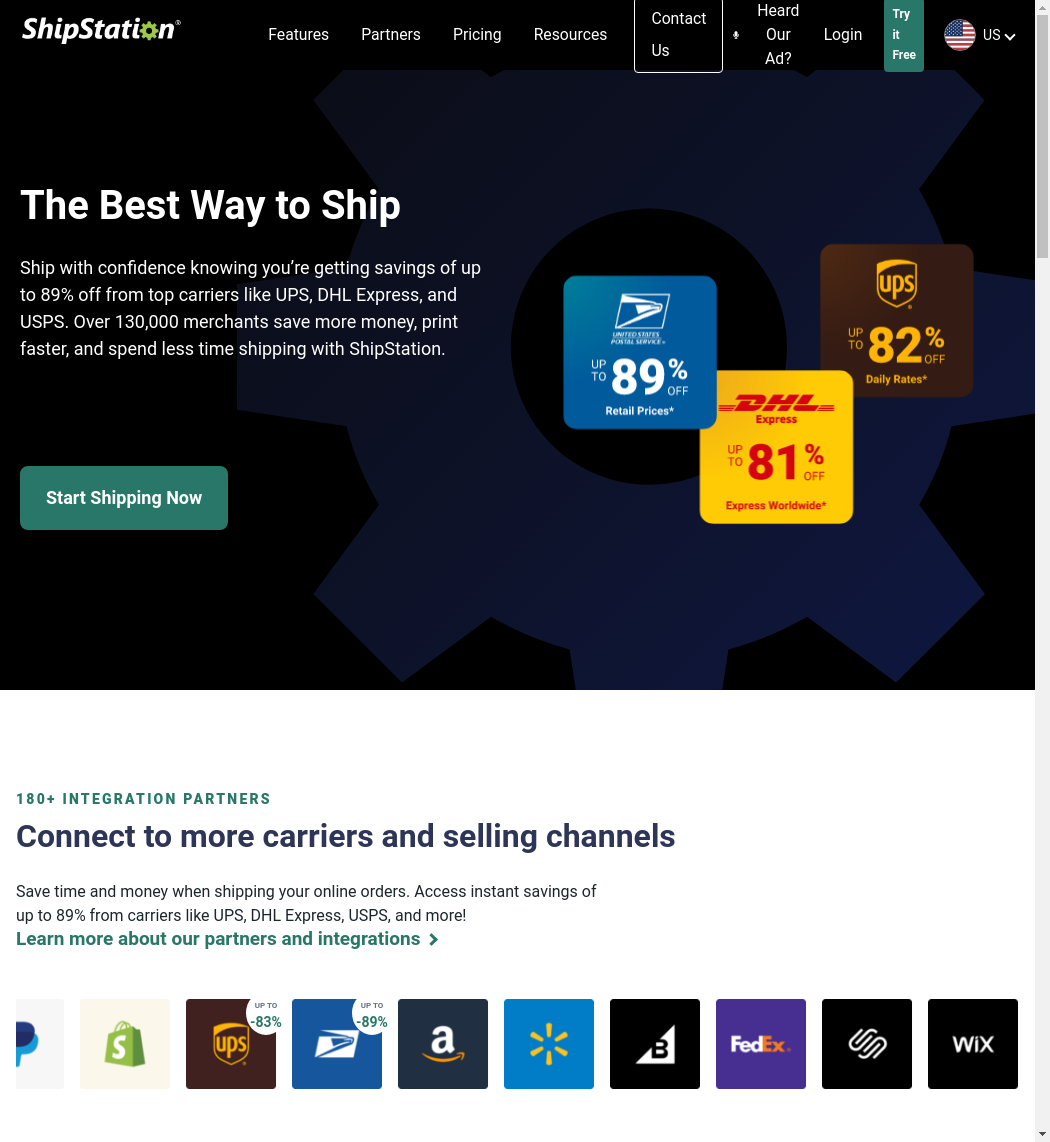 ShipStation®
Features
Partners
Pricing
Resources
Contact
Us
Heard
Our
Ad?
Login
Try
it
Free
US
The Best Way to Ship
Ship with confidence knowing you’re getting savings of up
to 89% off from top carriers like UPS, DHL Express, and
USPS. Over 130,000 merchants save more money, print
faster, and spend less time shipping with ShipStation.
Start Shipping Now
UNITED STATES
POSTAL SERVICE®
UP
TO
89%
OFF
Retail Prices*
ups
UP
TO
82%
OFF
Daily Rates*
DHL
Express
UP
TO
81%
OFF
Express Worldwide*
180+ INTEGRATION PARTNERS
Connect to more carriers and selling channels
Save time and money when shipping your online orders. Access instant savings of
up to 89% from carriers like UPS, DHL Express, USPS, and more!
Learn more about our partners and integrations
S
ups
UP TO
-83%
UP TO
-89%
a
B
FedEx®
WiX